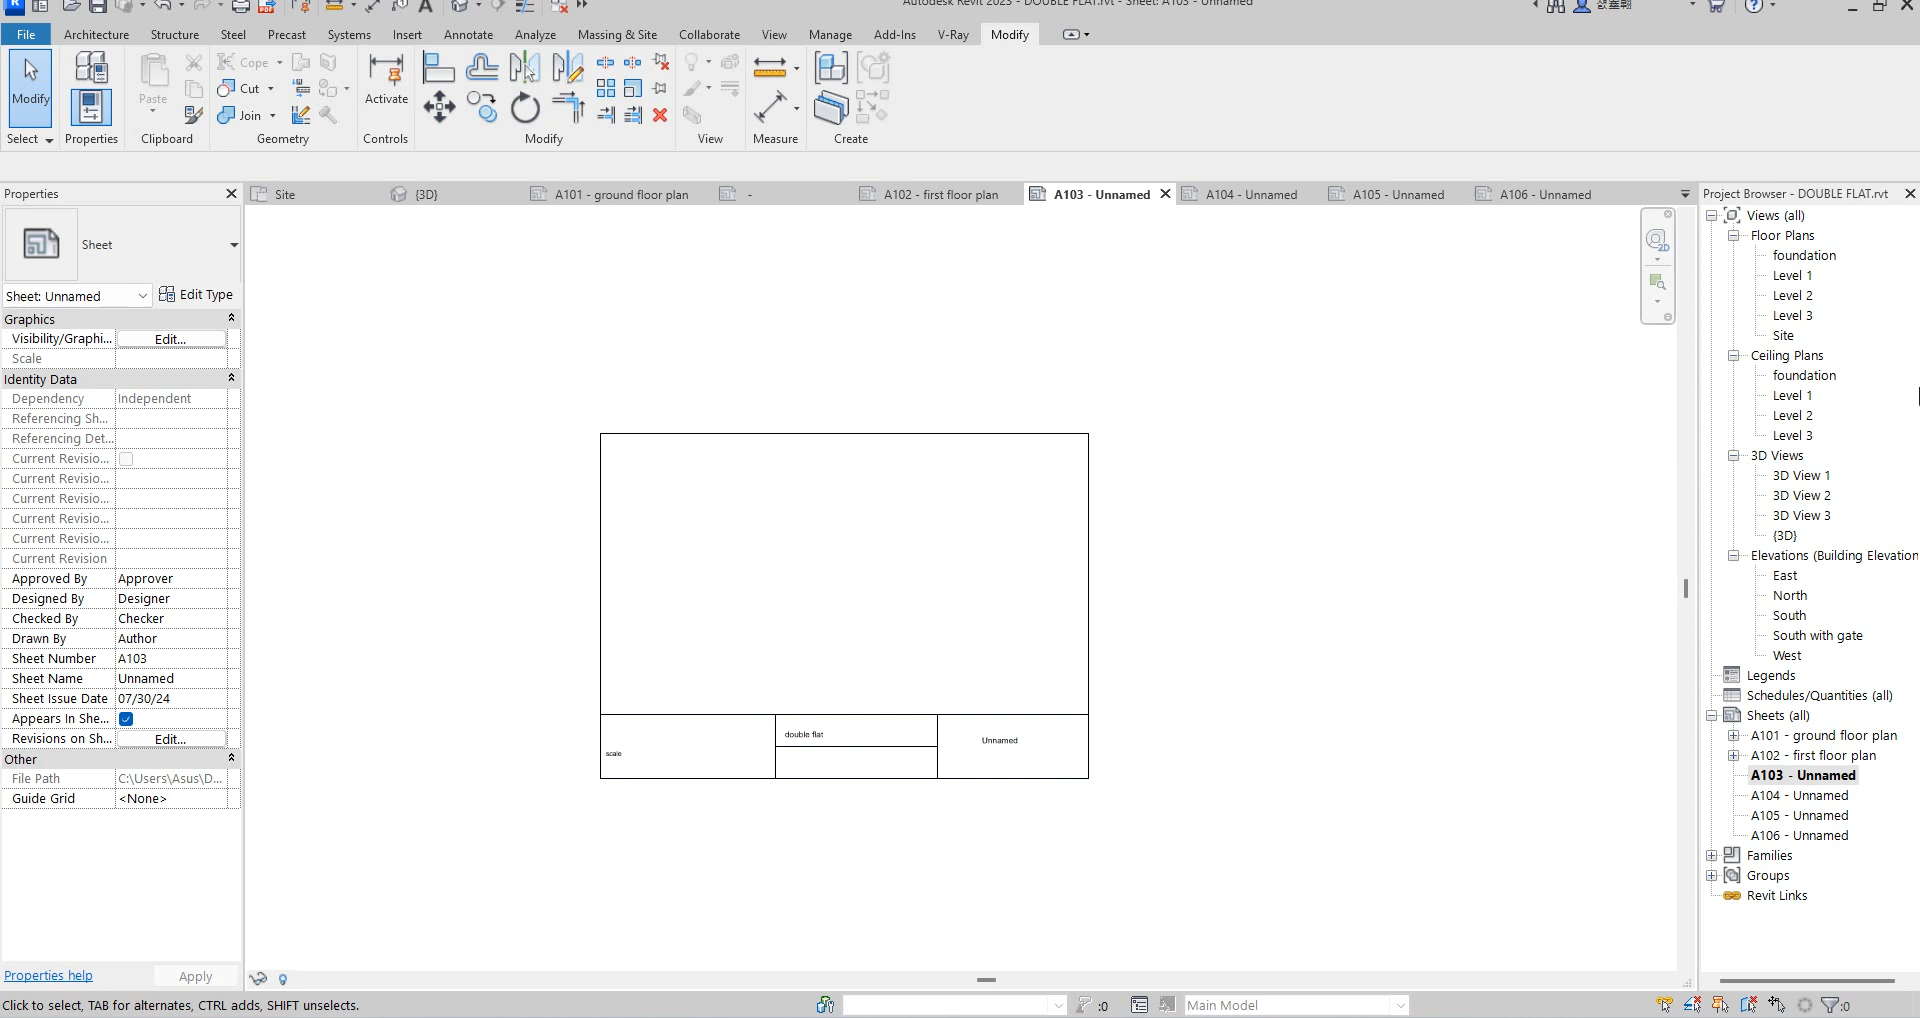 Autodesk Revit 2023 - DOUBLE FLAT.rvt - Sheet: A103 - Unnamed
File Architecture Structure Steel Precast Systems Insert Annotate Analyze Massing & Site Collaborate View Manage Add-Ins V-Ray Modify
Cope
Cut
Join
Modify
Paste
Activate
Select Properties Clipboard Geometry Controls Modify View Measure Create
Properties
Site {3D} A101 - ground floor plan - A102 - first floor plan A103 - Unnamed A104 - Unnamed A105 - Unnamed A106 - Unnamed
Project Browser - DOUBLE FLAT.rvt
Sheet
Sheet: Unnamed Edit Type
Graphics
Visibility/Graphi... Edit...
Scale
Identity Data
Dependency Independent
Referencing Sh...
Referencing Det...
Current Revisio...
Current Revisio...
Current Revisio...
Current Revisio...
Current Revisio...
Current Revision
Approved By Approver
Designed By Designer
Checked By Checker
Drawn By Author
Sheet Number A103
Sheet Name Unnamed
Sheet Issue Date 07/30/24
Appears In She...
Revisions on Sh... Edit...
Other
File Path C:\Users\Asus\D...
Guide Grid <None>
Properties help Apply
2D
double flat
Unnamed
scale
Views (all)
Floor Plans
foundation
Level 1
Level 2
Level 3
Site
Ceiling Plans
foundation
Level 1
Level 2
Level 3
3D Views
3D View 1
3D View 2
3D View 3
{3D}
Elevations (Building Elevation
East
North
South
South with gate
West
Legends
Schedules/Quantities (all)
Sheets (all)
A101 - ground floor plan
A102 - first floor plan
A103 - Unnamed
A104 - Unnamed
A105 - Unnamed
A106 - Unnamed
Families
Groups
Revit Links
Click to select, TAB for alternates, CTRL adds, SHIFT unselects.
:0
Main Model
:0